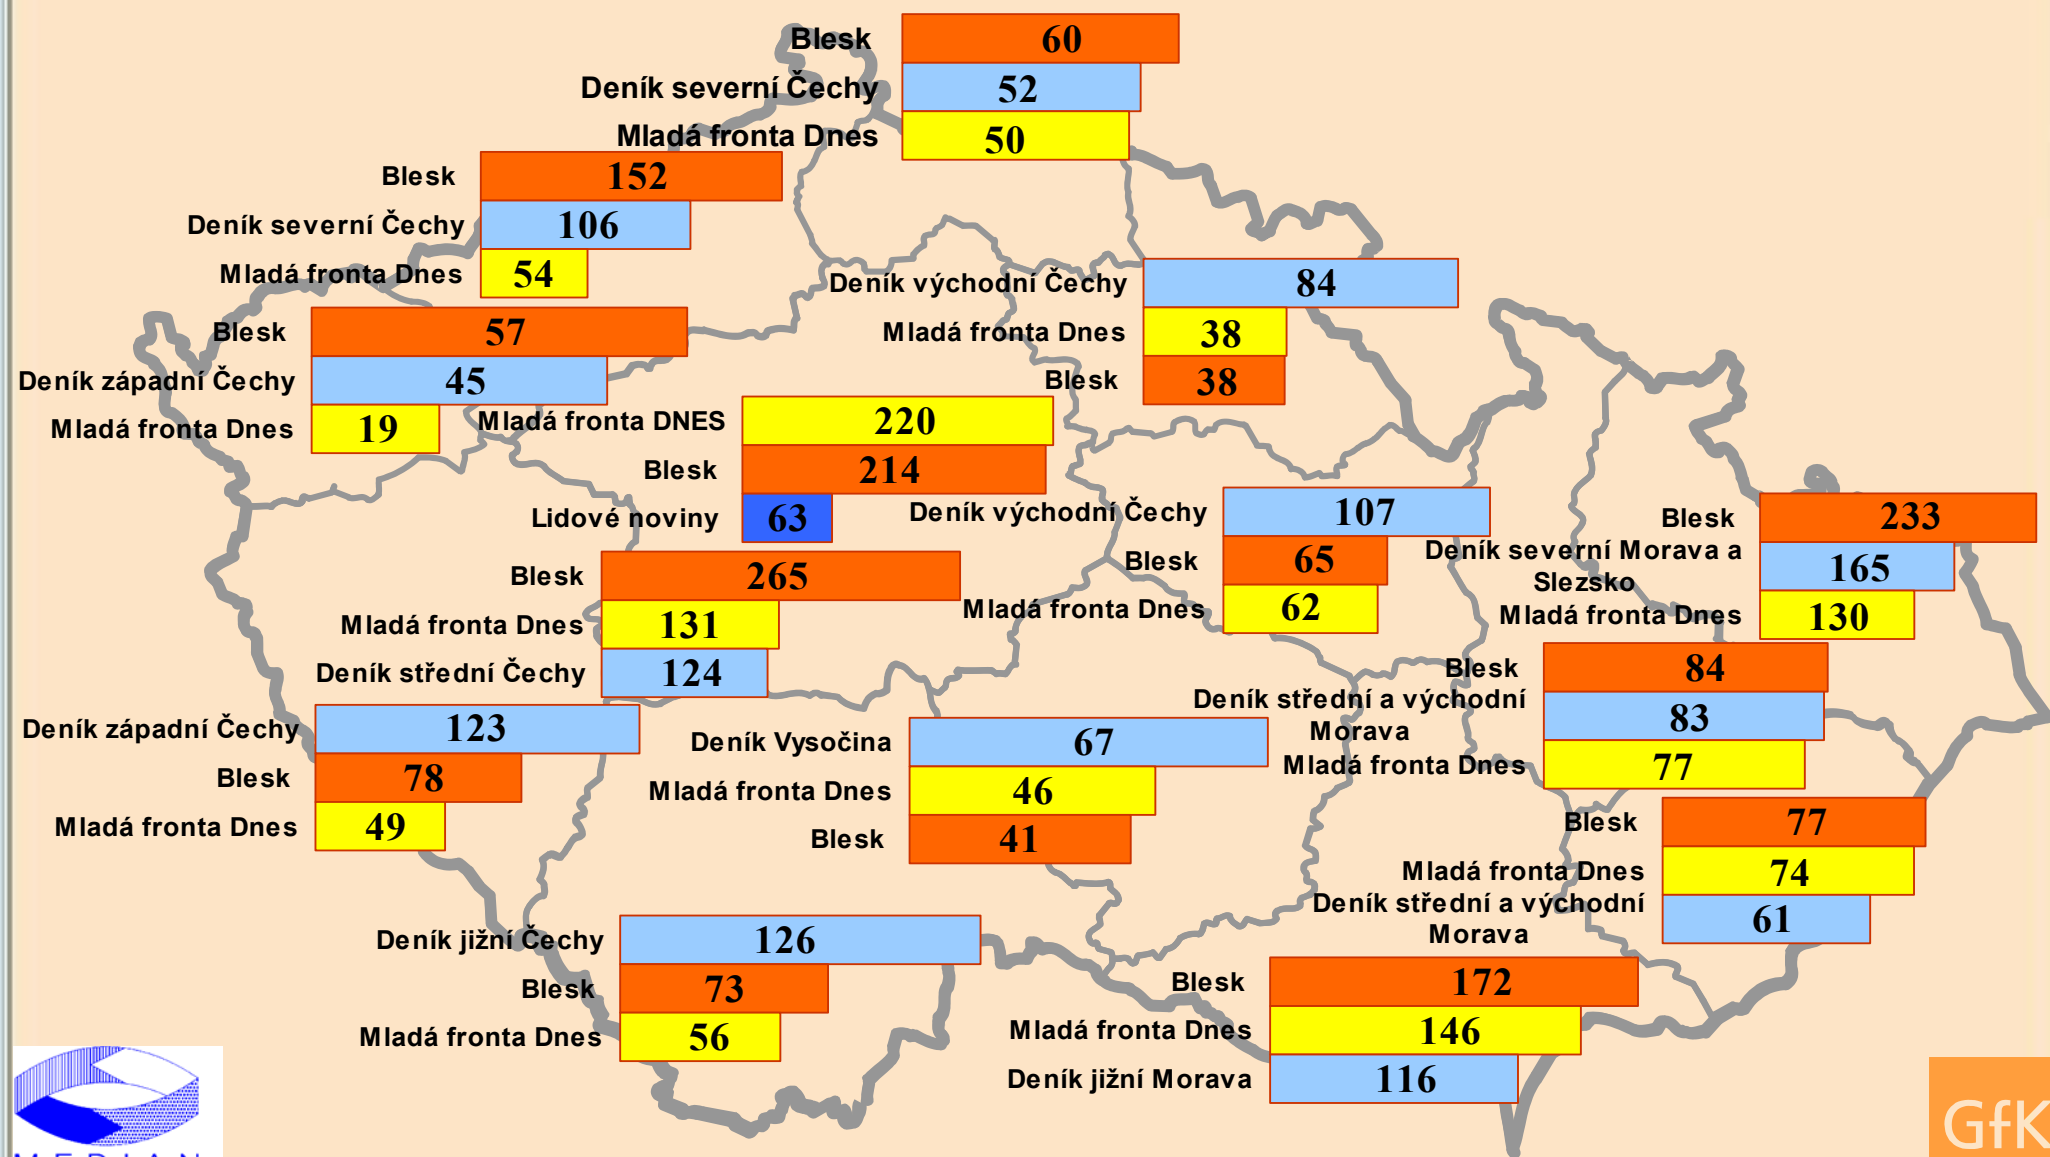 Blesk 60
Deník severní Čechy 52
Mladá fronta Dnes 50
Blesk 152
Deník severní Čechy 106
Mladá fronta Dnes 54
Deník východní Čechy 84
Mladá fronta Dnes 38
Blesk 38
Blesk 57
Deník západní Čechy 45
Mladá fronta Dnes 19
Mladá fronta DNES 220
Blesk 214
Lidové noviny 63
Deník východní Čechy 107
Blesk 65
Mladá fronta Dnes 62
Blesk 233
Deník severní Morava a
Slezsko 165
Mladá fronta Dnes 130
Blesk 265
Mladá fronta Dnes 131
Deník střední Čechy 124
Blesk 84
Deník střední a východní
Morava 83
Mladá fronta Dnes 77
Deník západní Čechy 123
Blesk 78
Mladá fronta Dnes 49
Deník Vysočina 67
Mladá fronta Dnes 46
Blesk 41
Blesk 77
Mladá fronta Dnes 74
Deník střední a východní
Morava 61
Deník jižní Čechy 126
Blesk 73
Mladá fronta Dnes 56
Blesk 172
Mladá fronta Dnes 146
Deník jižní Morava 116
MEDIAN
GfK